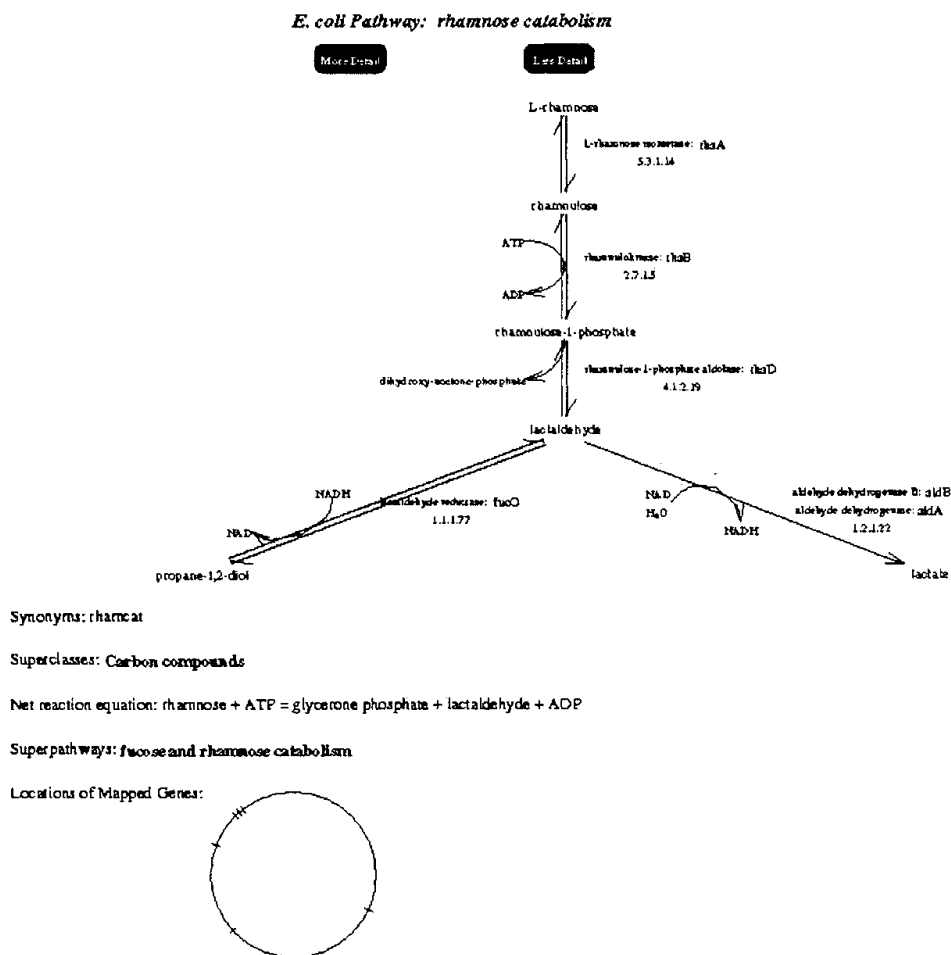 E. coli Pathway: rhamnose catabolism
More Detail
Less Detail
L-rhamnose
L-rhamnose isomerase: rhaA
5.3.1.14
rhamnulose
ATP
rhamnulokinase: rhaB
2.7.1.5
ADP
rhamnulose-1-phosphate
rhamnulose-1-phosphate aldolase: rhaD
dihydroxy-acetone-phosphate
4.1.2.19
lactaldehyde
NADH
reductase: fucO
1.1.1.77
NAD
propane-1,2-diol
NAD
H2O
NADH
aldehyde dehydrogenase B: aldB
aldehyde dehydrogenase: aldA
1.2.1.22
lactate
Synonyms: rhamcat
Superclasses: Carbon compounds
Net reaction equation: rhamnose + ATP = glycerone phosphate + lactaldehyde + ADP
Superpathways: fucose and rhamnose catabolism
Locations of Mapped Genes: